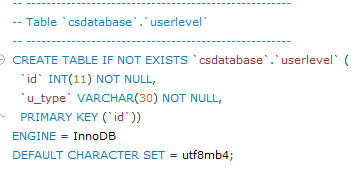 -- -----------------------------------------------------
-- Table `csdatabase`.`userlevel`
-- -----------------------------------------------------
CREATE TABLE IF NOT EXISTS `csdatabase`.`userlevel` (
`id` INT(11) NOT NULL,
`u_type` VARCHAR(30) NOT NULL,
PRIMARY KEY (`id`))
ENGINE = InnoDB
DEFAULT CHARACTER SET = utf8mb4;